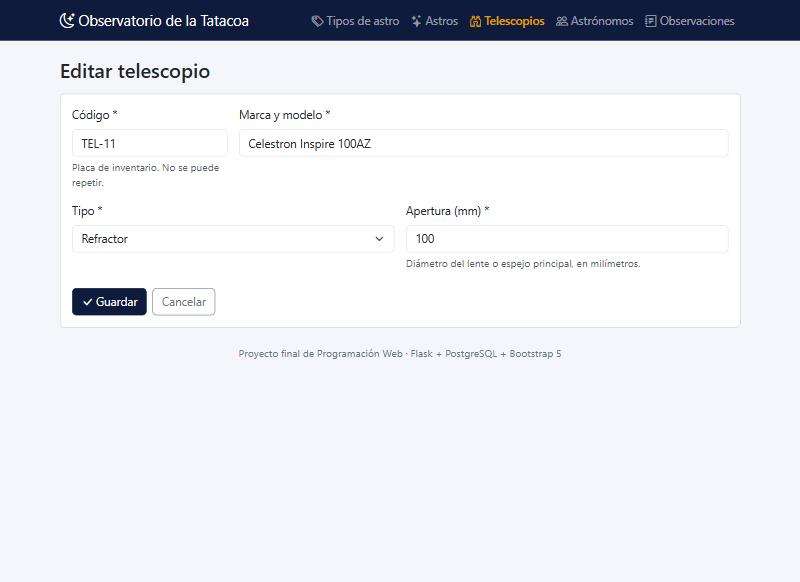 Observatorio de la Tatacoa
Tipos de astro
Astros
Telescopios
Astrónomos
Observaciones
Editar telescopio
Código *
Marca y modelo *
TEL-11
Celestron Inspire 100AZ
Placa de inventario. No se puede
repetir.
Tipo *
Apertura (mm) *
Refractor
100
Diámetro del lente o espejo principal, en milímetros.
Guardar
Cancelar
Proyecto final de Programación Web · Flask + PostgreSQL + Bootstrap 5